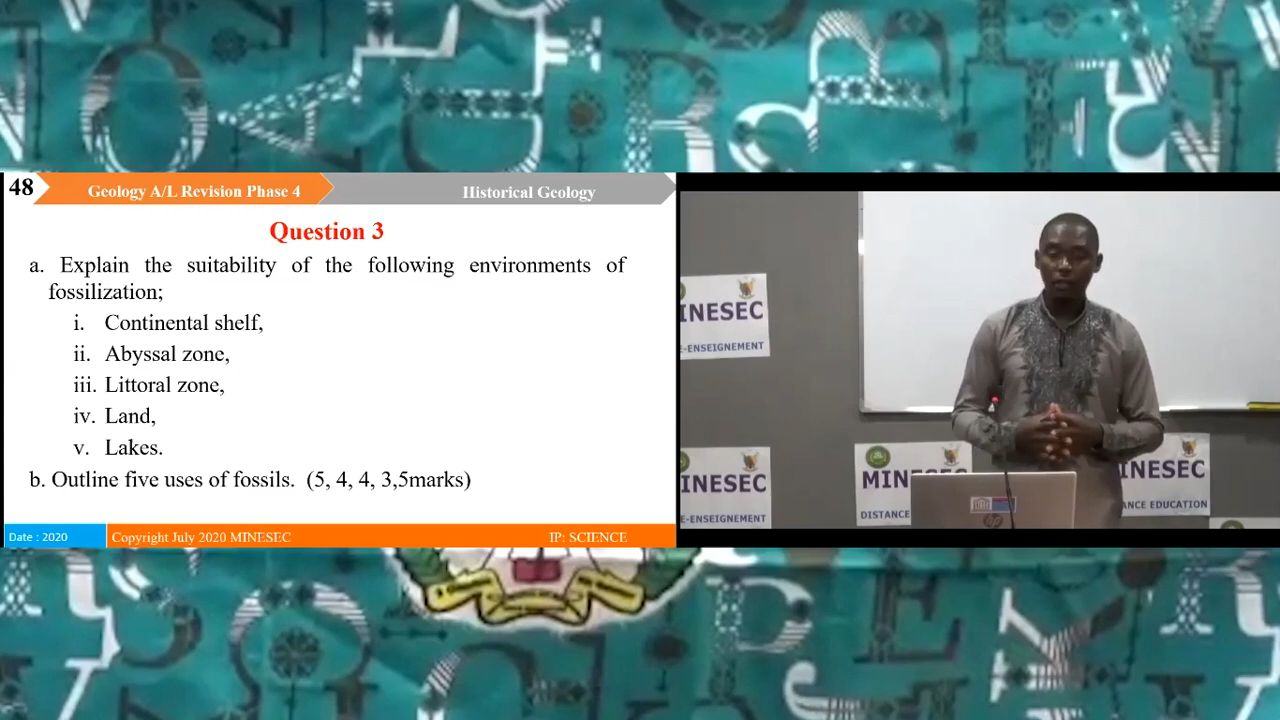 48
Geology A/L Revision Phase 4
Historical Geology
Question 3
a. Explain the suitability of the following environments of
fossilization;
i. Continental shelf,
ii. Abyssal zone,
iii. Littoral zone,
iv. Land,
v. Lakes.
b. Outline five uses of fossils. (5, 4, 4, 3,5marks)
Date : 2020
Copyright July 2020 MINESEC
IP: SCIENCE
INESEC
E-ENSEIGNEMENT
INESEC
E-ENSEIGNEMENT
MINESEC
DISTANCE
INESEC
ANCE EDUCATION
hp